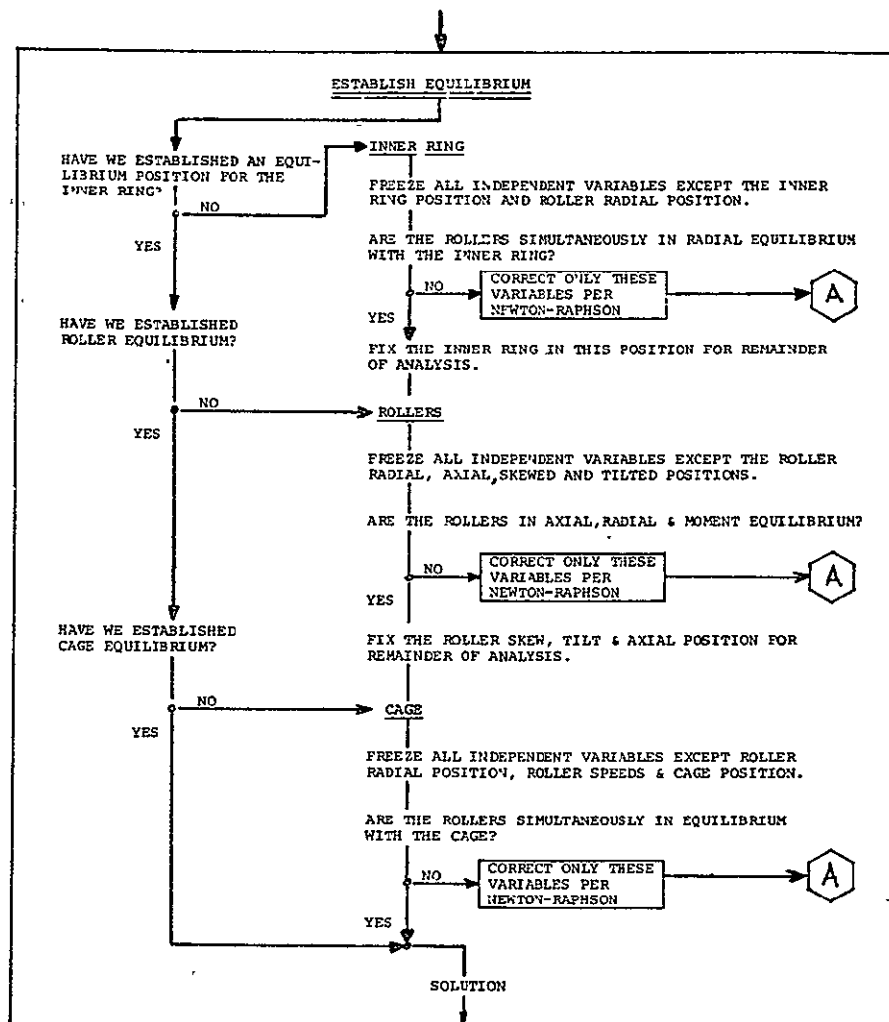 ESTABLISH EQUILIBRIUM
HAVE WE ESTABLISHED AN EQUI-
LIBRIUM POSITION FOR THE
INNER RING?
NO
YES
INNER RING
FREEZE ALL INDEPENDENT VARIABLES EXCEPT THE INNER
RING POSITION AND ROLLER RADIAL POSITION.
ARE THE ROLLERS SIMULTANEOUSLY IN RADIAL EQUILIBRIUM
WITH THE INNER RING?
NO
CORRECT ONLY THESE
VARIABLES PER
NEWTON-RAPHSON
A
YES
FIX THE INNER RING IN THIS POSITION FOR REMAINDER
OF ANALYSIS.
HAVE WE ESTABLISHED
ROLLER EQUILIBRIUM?
NO
YES
ROLLERS
FREEZE ALL INDEPENDENT VARIABLES EXCEPT THE ROLLER
RADIAL, AXIAL,SKEWED AND TILTED POSITIONS.
ARE THE ROLLERS IN AXIAL,RADIAL & MOMENT EQUILIBRIUM?
NO
CORRECT ONLY THESE
VARIABLES PER
NEWTON-RAPHSON
A
YES
FIX THE ROLLER SKEW, TILT & AXIAL POSITION FOR
REMAINDER OF ANALYSIS.
HAVE WE ESTABLISHED
CAGE EQUILIBRIUM?
NO
YES
CAGE
FREEZE ALL INDEPENDENT VARIABLES EXCEPT ROLLER
RADIAL POSITION, ROLLER SPEEDS & CAGE POSITION.
ARE THE ROLLERS SIMULTANEOUSLY IN EQUILIBRIUM
WITH THE CAGE?
NO
CORRECT ONLY THESE
VARIABLES PER
NEWTON-RAPHSON
A
YES
SOLUTION